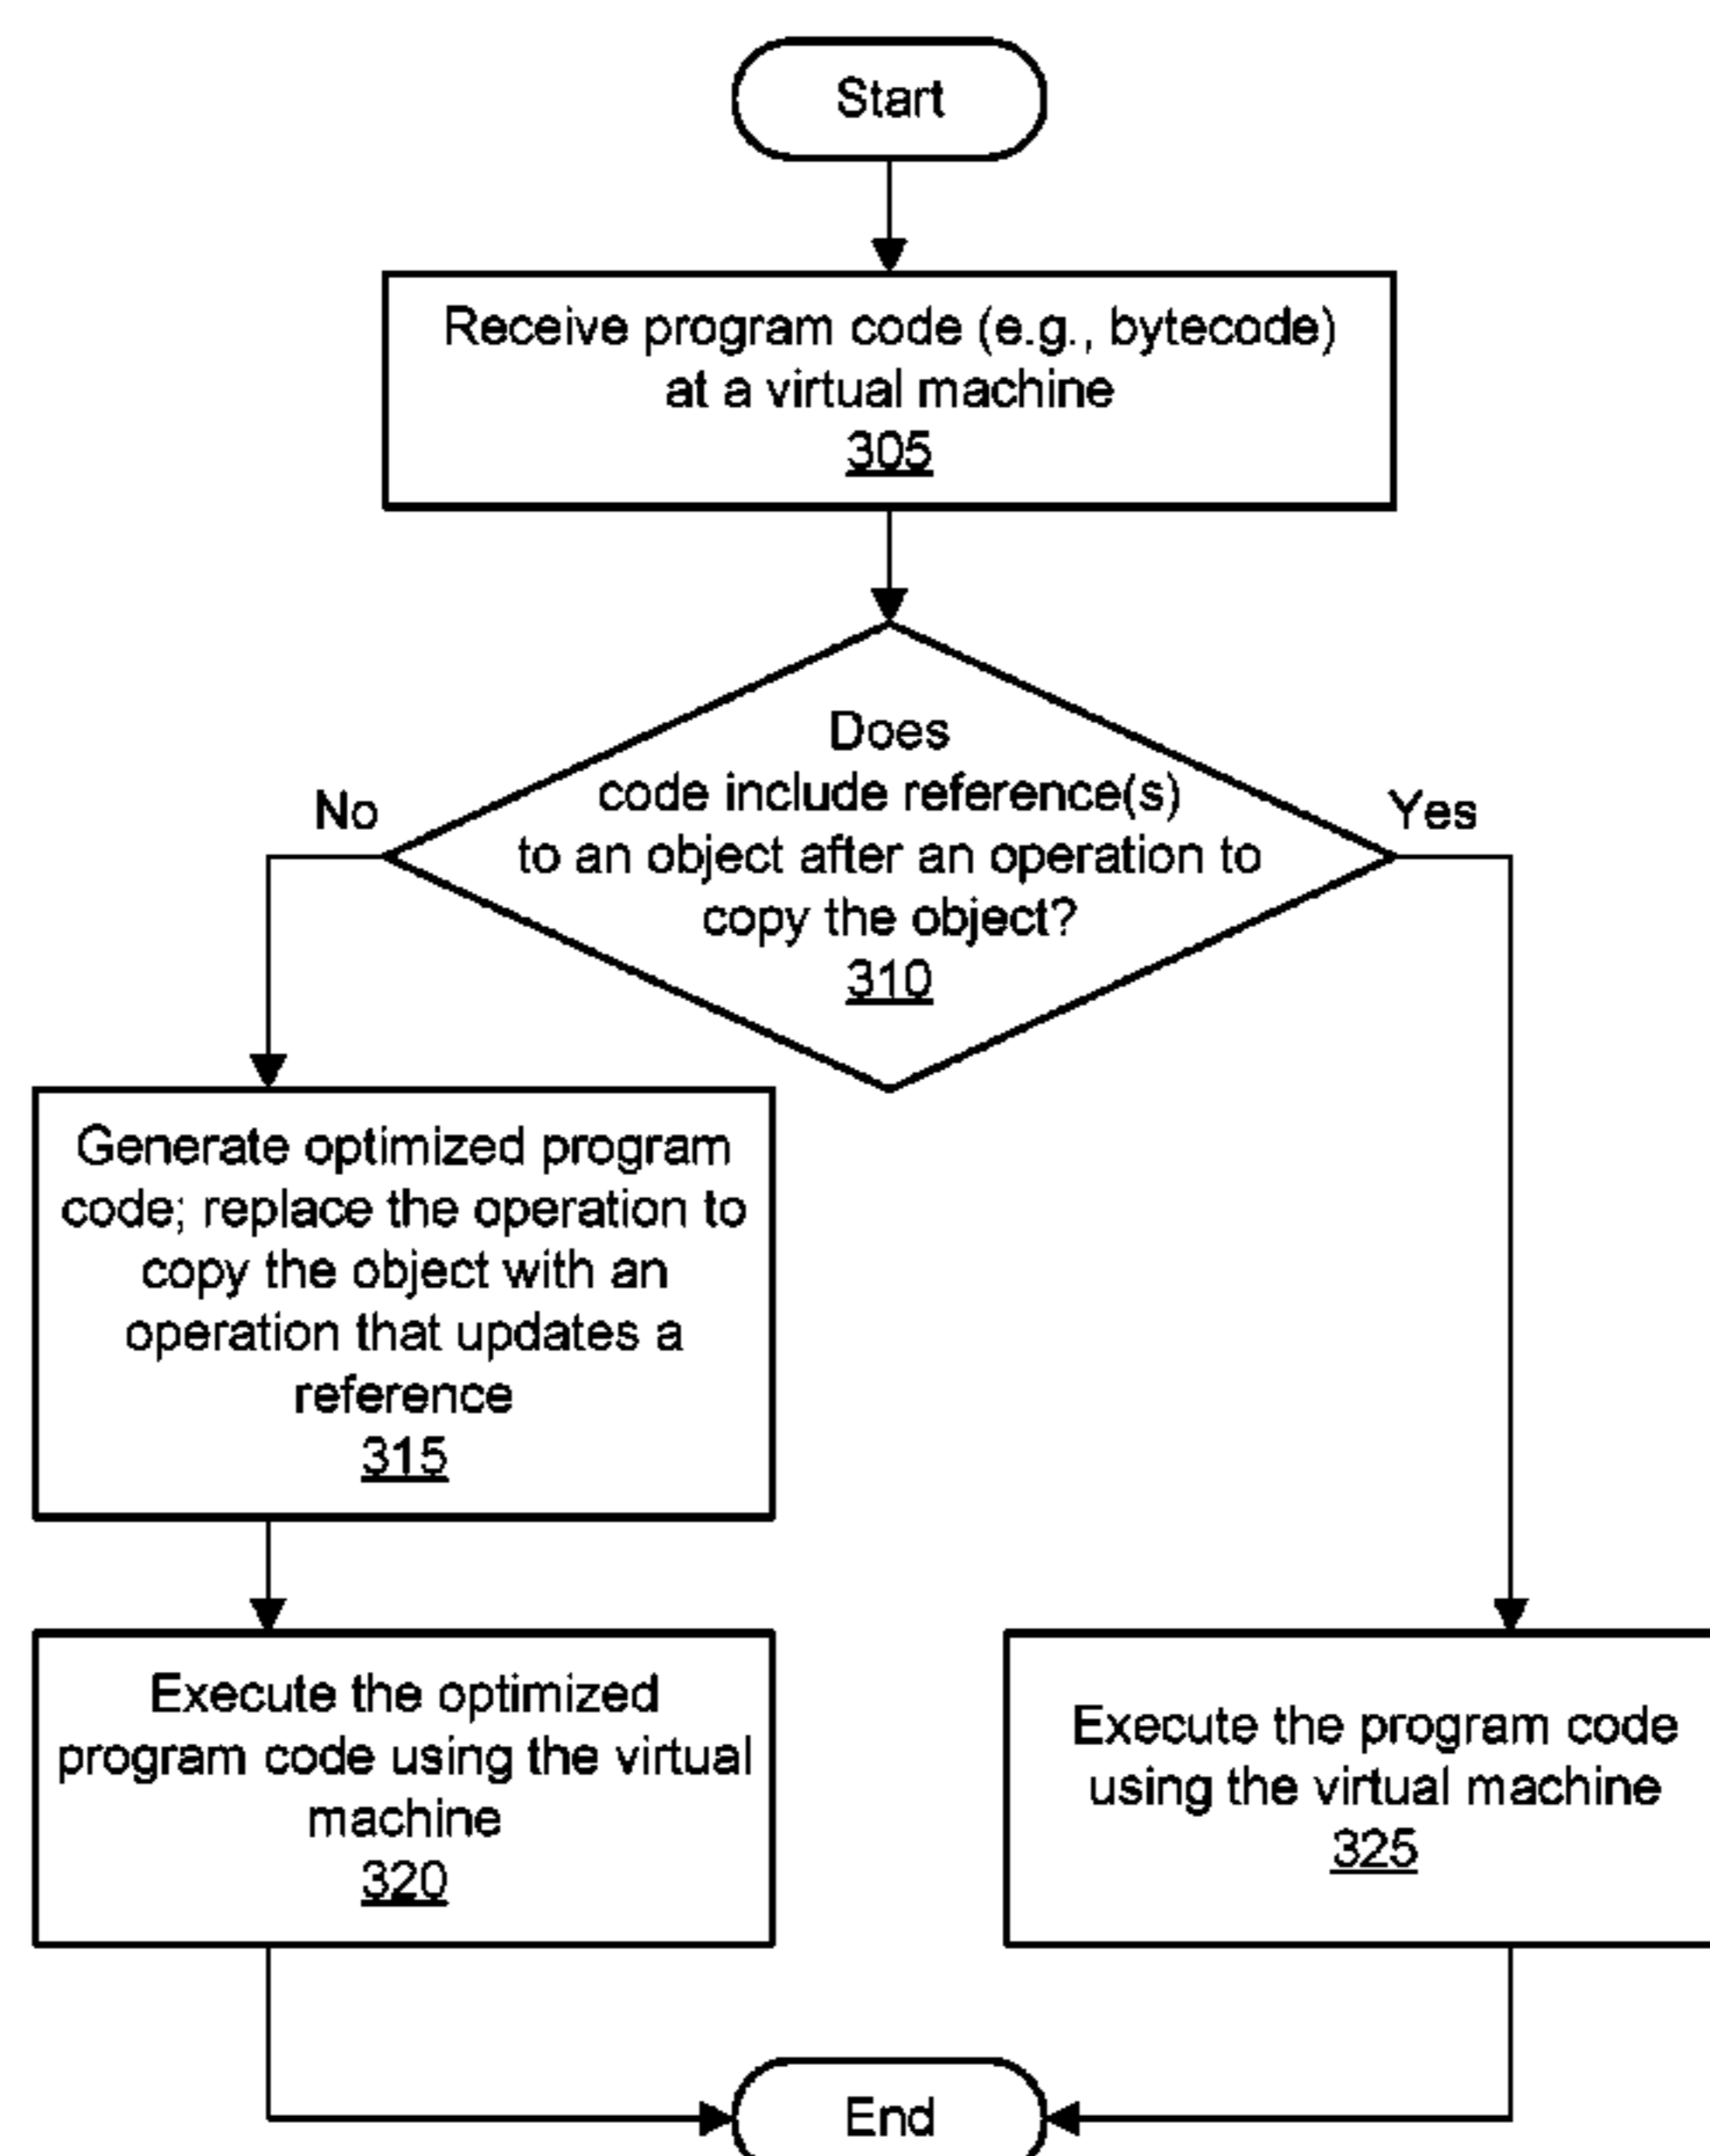 Start
Receive program code (e.g., bytecode)
at a virtual machine
305
Does
code include reference(s)
to an object after an operation to
copy the object?
310
No
Yes
Generate optimized program
code; replace the operation to
copy the object with an
operation that updates a
reference
315
Execute the optimized
program code using the virtual
machine
320
Execute the program code
using the virtual machine
325
End